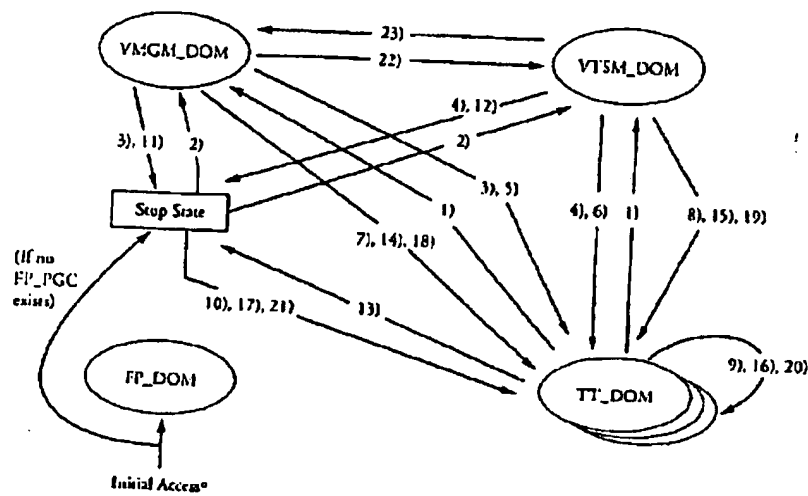 23)
VMGM_DOM
22)
VTSM_DOM
4), 12)
3), 11)
2)
2)
3), 5)
Stop State
1)
4), 6)
1)
8), 15), 19)
7), 14), 18)
(If no
FP_PGC
exists)
10), 17), 21)
13)
FP_DOM
TT_DOM
9), 16), 20)
Initial Access*